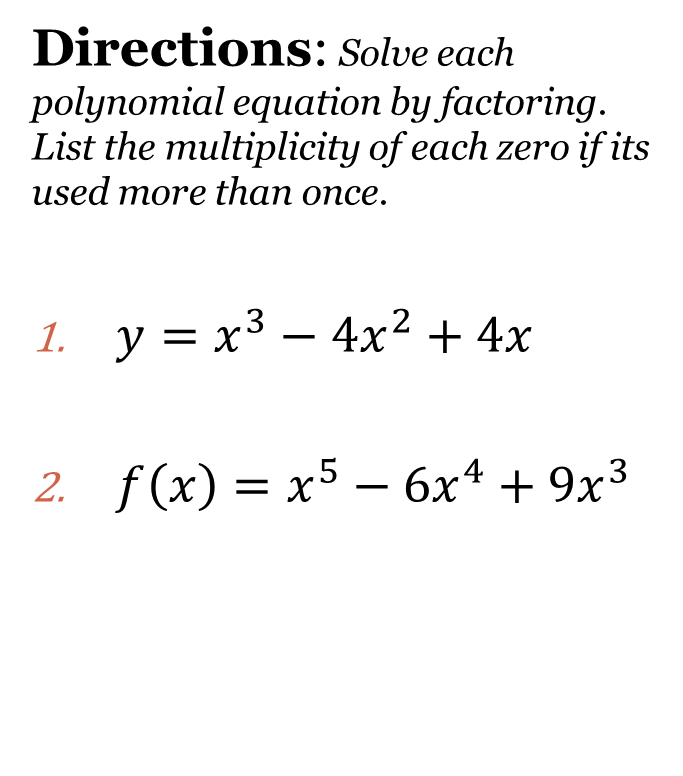 Directions: Solve each
polynomial equation by factoring.
List the multiplicity of each zero if its
used more than once.
1. y = x³ − 4x² + 4x
2. f(x) = x⁵ − 6x⁴ + 9x³